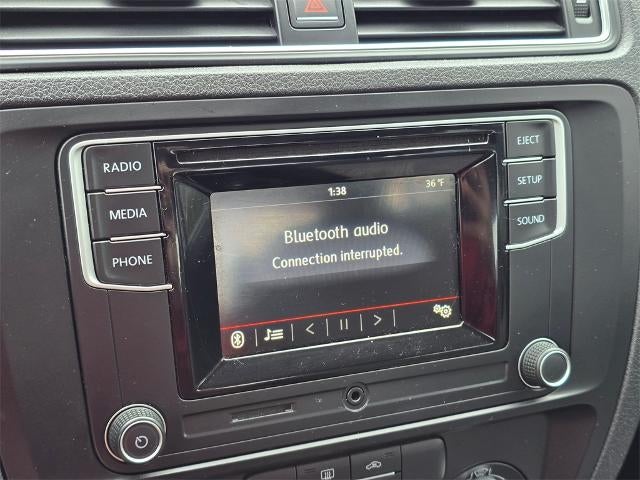 RADIO
MEDIA
PHONE
EJECT
SETUP
SOUND
1:38
36 °F
Bluetooth audio
Connection interrupted.